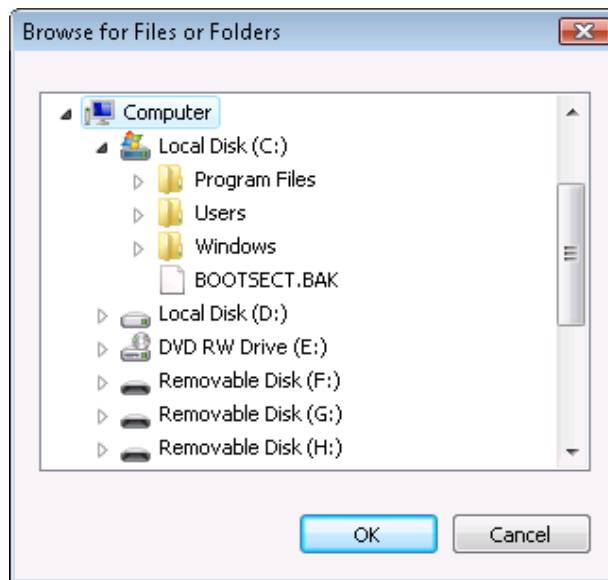 Browse for Files or Folders
Computer
Local Disk (C:)
Program Files
Users
Windows
BOOTSECT.BAK
Local Disk (D:)
DVD RW Drive (E:)
Removable Disk (F:)
Removable Disk (G:)
Removable Disk (H:)
OK Cancel